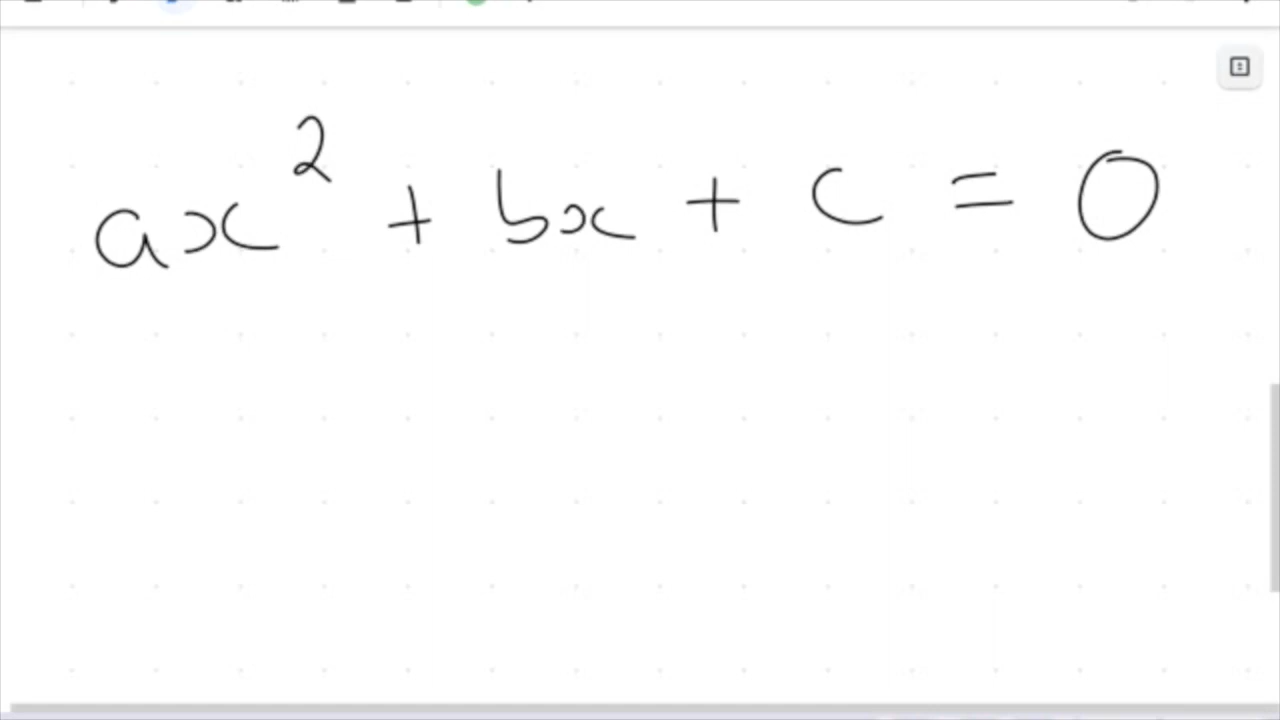 ax² + bx + c = 0